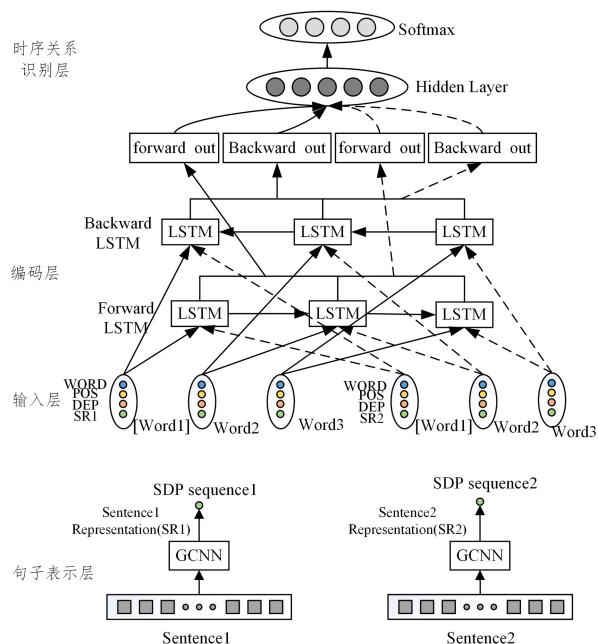 时序关系
识别层
Softmax
Hidden Layer
forward out
Backward out
forward out
Backward out
Backward
LSTM
LSTM
LSTM
LSTM
编码层
Forward
LSTM
LSTM
LSTM
LSTM
输入层
WORD
POS
DEP
SR1
[Word1]
Word2
Word3
WORD
POS
DEP
SR2
[Word1]
Word2
Word3
SDP sequence1
Sentence1
Representation(SR1)
GCNN
SDP sequence2
Sentence2
Representation(SR2)
GCNN
句子表示层
Sentence1
Sentence2